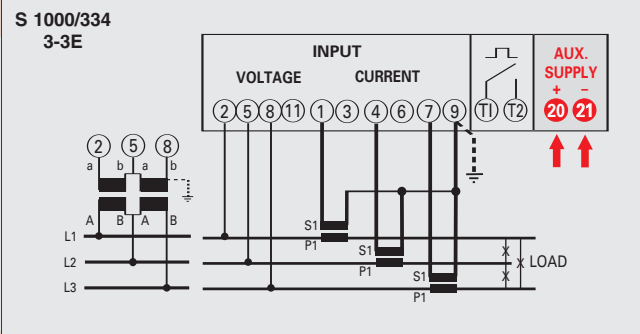 S 1000/334
3-3E
INPUT
VOLTAGE CURRENT
AUX.
SUPPLY
+ −
2 5 8 11 1 3 4 6 7 9 T1 T2 20 21
2 5 8
a b a b
A B A B
L1
L2
L3
S1
P1
S1
P1
S1
P1
X
X X LOAD